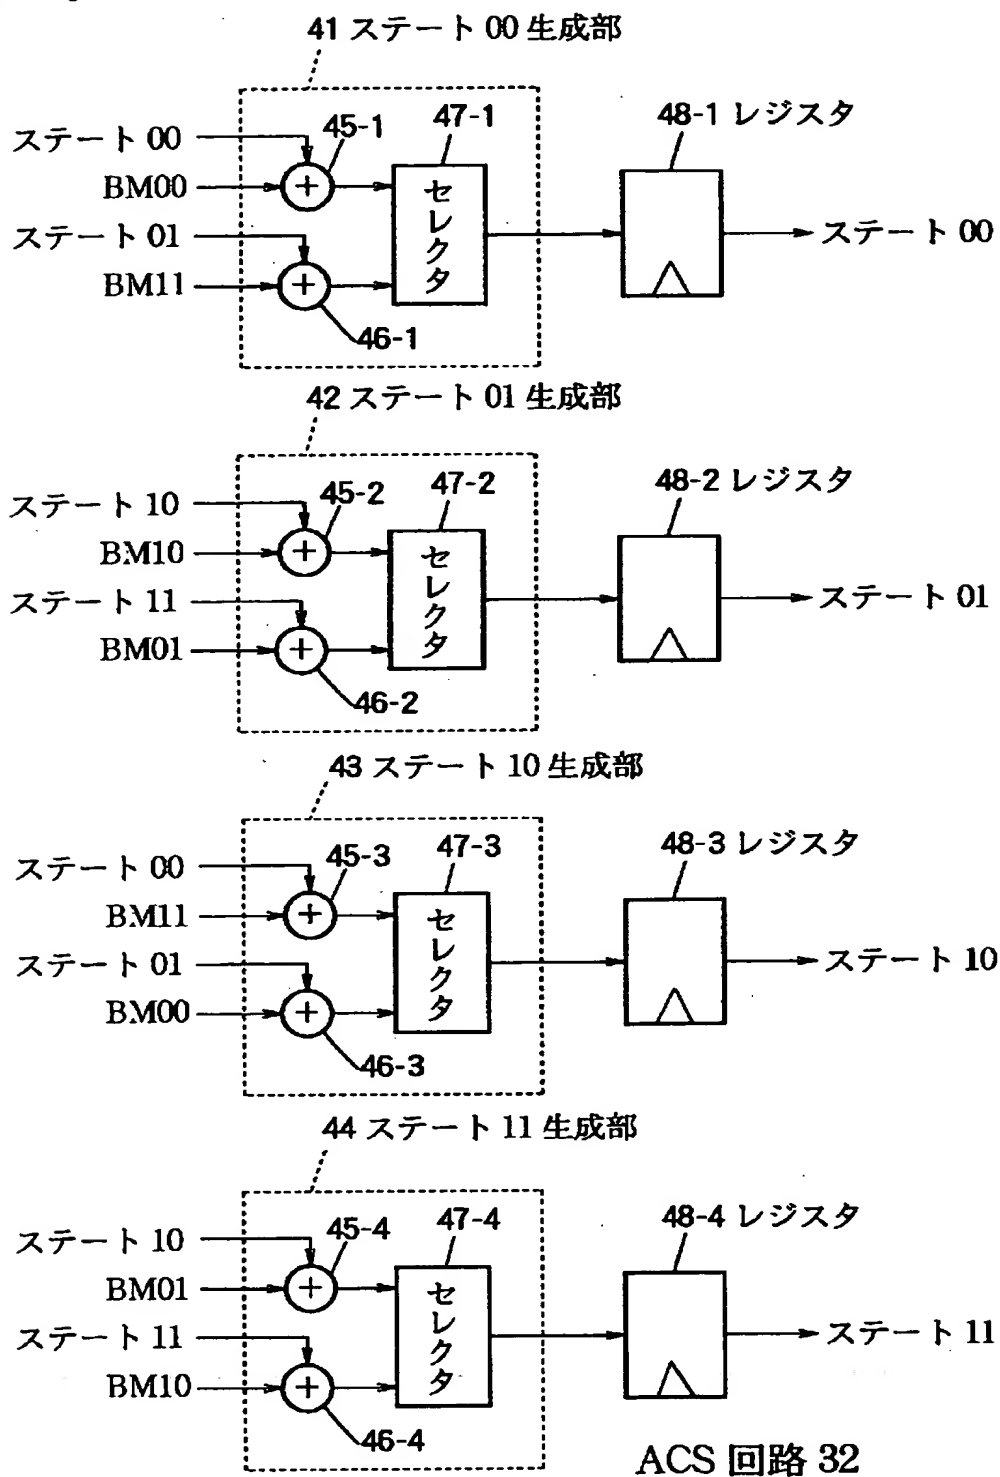 41 ステート 00 生成部
45-1
47-1
48-1 レジスタ
ステート 00
BM00
ステート 01
BM11
セレクタ
ステート 00
46-1
42 ステート 01 生成部
45-2
47-2
48-2 レジスタ
ステート 10
BM10
ステート 11
BM01
セレクタ
ステート 01
46-2
43 ステート 10 生成部
45-3
47-3
48-3 レジスタ
ステート 00
BM11
ステート 01
BM00
セレクタ
ステート 10
46-3
44 ステート 11 生成部
45-4
47-4
48-4 レジスタ
ステート 10
BM01
ステート 11
BM10
セレクタ
ステート 11
46-4
ACS 回路 32